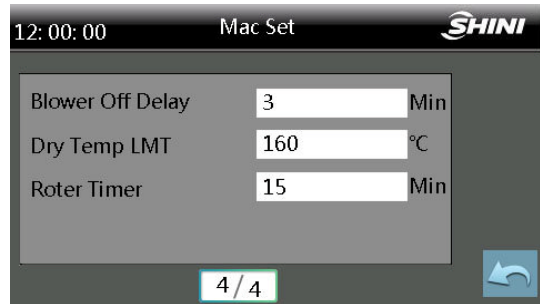 12: 00: 00 Mac Set SHINI
Blower Off Delay 3 Min
Dry Temp LMT 160 °C
Roter Timer 15 Min
4/4